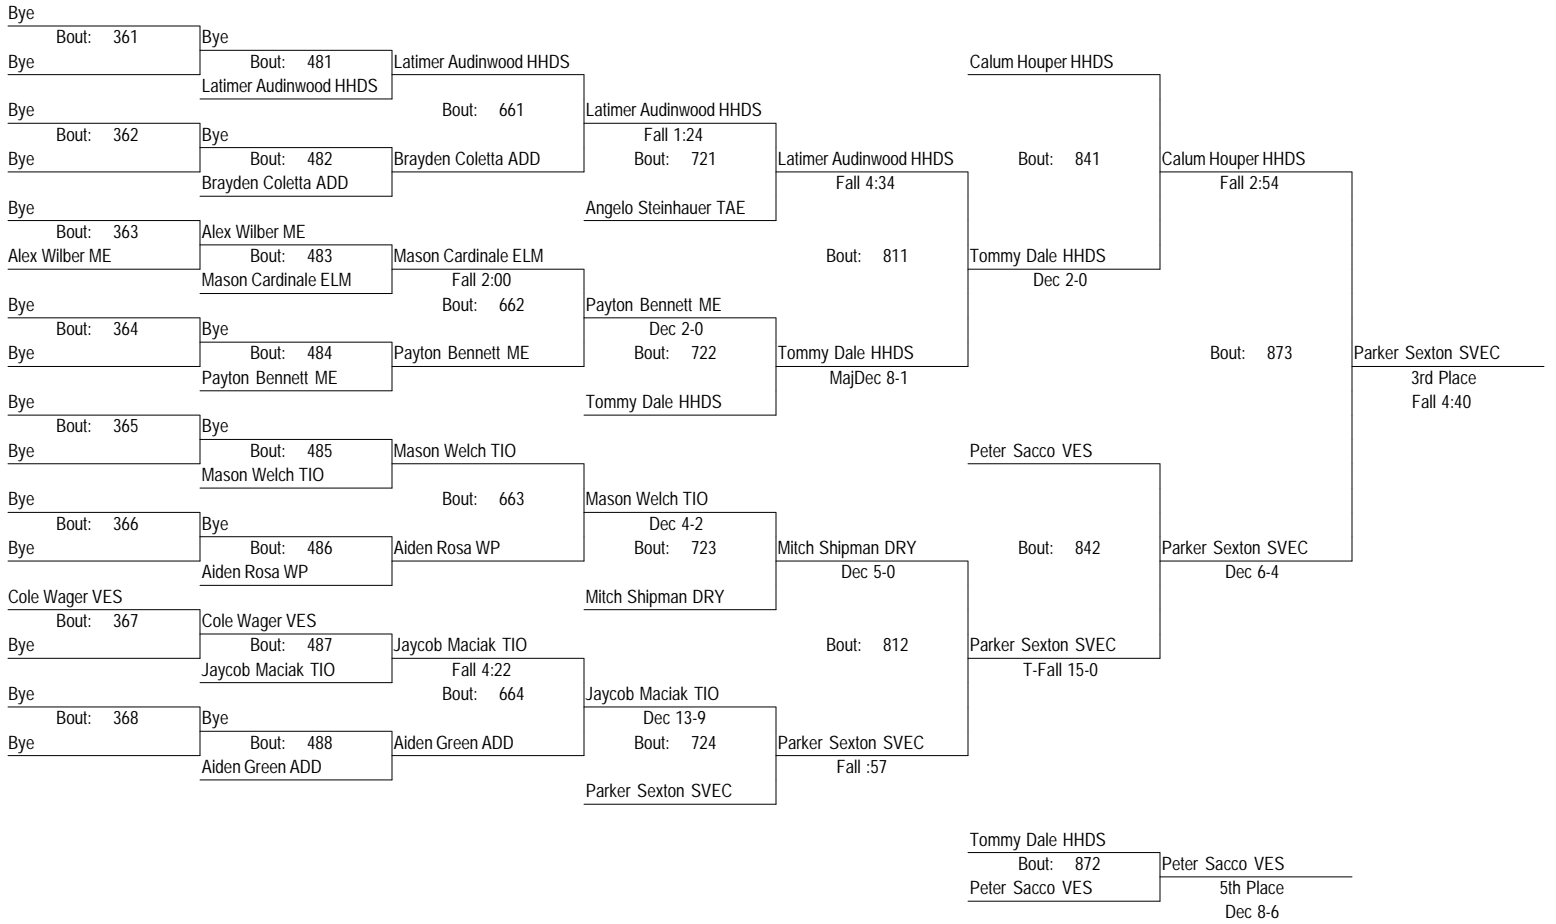 Bye
Bout: 361
Bye
Bye
Bout: 481
Latimer Audinwood HHDS
Latimer Audinwood HHDS
Calum Houper HHDS
Bout: 661
Bye
Bout: 362
Bye
Bye
Bout: 482
Brayden Coletta ADD
Brayden Coletta ADD
Latimer Audinwood HHDS
Fall 1:24
Bout: 721
Latimer Audinwood HHDS
Fall 4:34
Bout: 841
Calum Houper HHDS
Fall 2:54
Bye
Bout: 363
Alex Wilber ME
Alex Wilber ME
Bout: 483
Mason Cardinale ELM
Mason Cardinale ELM
Fall 2:00
Angelo Steinhauer TAE
Bout: 811
Tommy Dale HHDS
Dec 2-0
Bye
Bout: 364
Bye
Bye
Bout: 484
Payton Bennett ME
Bout: 662
Payton Bennett ME
Payton Bennett ME
Dec 2-0
Bout: 722
Tommy Dale HHDS
MajDec 8-1
Tommy Dale HHDS
Bout: 873
Parker Sexton SVEC
3rd Place
Fall 4:40
Bye
Bout: 365
Bye
Bye
Bout: 485
Mason Welch TIO
Mason Welch TIO
Peter Sacco VES
Bout: 663
Bye
Bout: 366
Bye
Bye
Bout: 486
Aiden Rosa WP
Aiden Rosa WP
Mason Welch TIO
Dec 4-2
Bout: 723
Mitch Shipman DRY
Dec 5-0
Bout: 842
Parker Sexton SVEC
Dec 6-4
Cole Wager VES
Bout: 367
Bye
Cole Wager VES
Bout: 487
Jaycob Maciak TIO
Jaycob Maciak TIO
Fall 4:22
Mitch Shipman DRY
Bout: 812
Parker Sexton SVEC
T-Fall 15-0
Bye
Bout: 368
Bye
Bye
Bout: 488
Aiden Green ADD
Bout: 664
Aiden Green ADD
Jaycob Maciak TIO
Dec 13-9
Bout: 724
Parker Sexton SVEC
Fall :57
Parker Sexton SVEC
Tommy Dale HHDS
Bout: 872
Peter Sacco VES
Peter Sacco VES
5th Place
Dec 8-6